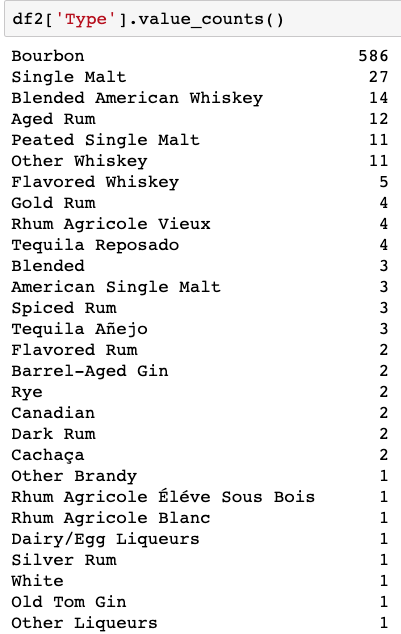 df2['Type'].value_counts()
Bourbon 586
Single Malt 27
Blended American Whiskey 14
Aged Rum 12
Peated Single Malt 11
Other Whiskey 11
Flavored Whiskey 5
Gold Rum 4
Rhum Agricole Vieux 4
Tequila Reposado 4
Blended 3
American Single Malt 3
Spiced Rum 3
Tequila Añejo 3
Flavored Rum 2
Barrel-Aged Gin 2
Rye 2
Canadian 2
Dark Rum 2
Cachaça 2
Other Brandy 1
Rhum Agricole Éléve Sous Bois 1
Rhum Agricole Blanc 1
Dairy/Egg Liqueurs 1
Silver Rum 1
White 1
Old Tom Gin 1
Other Liqueurs 1